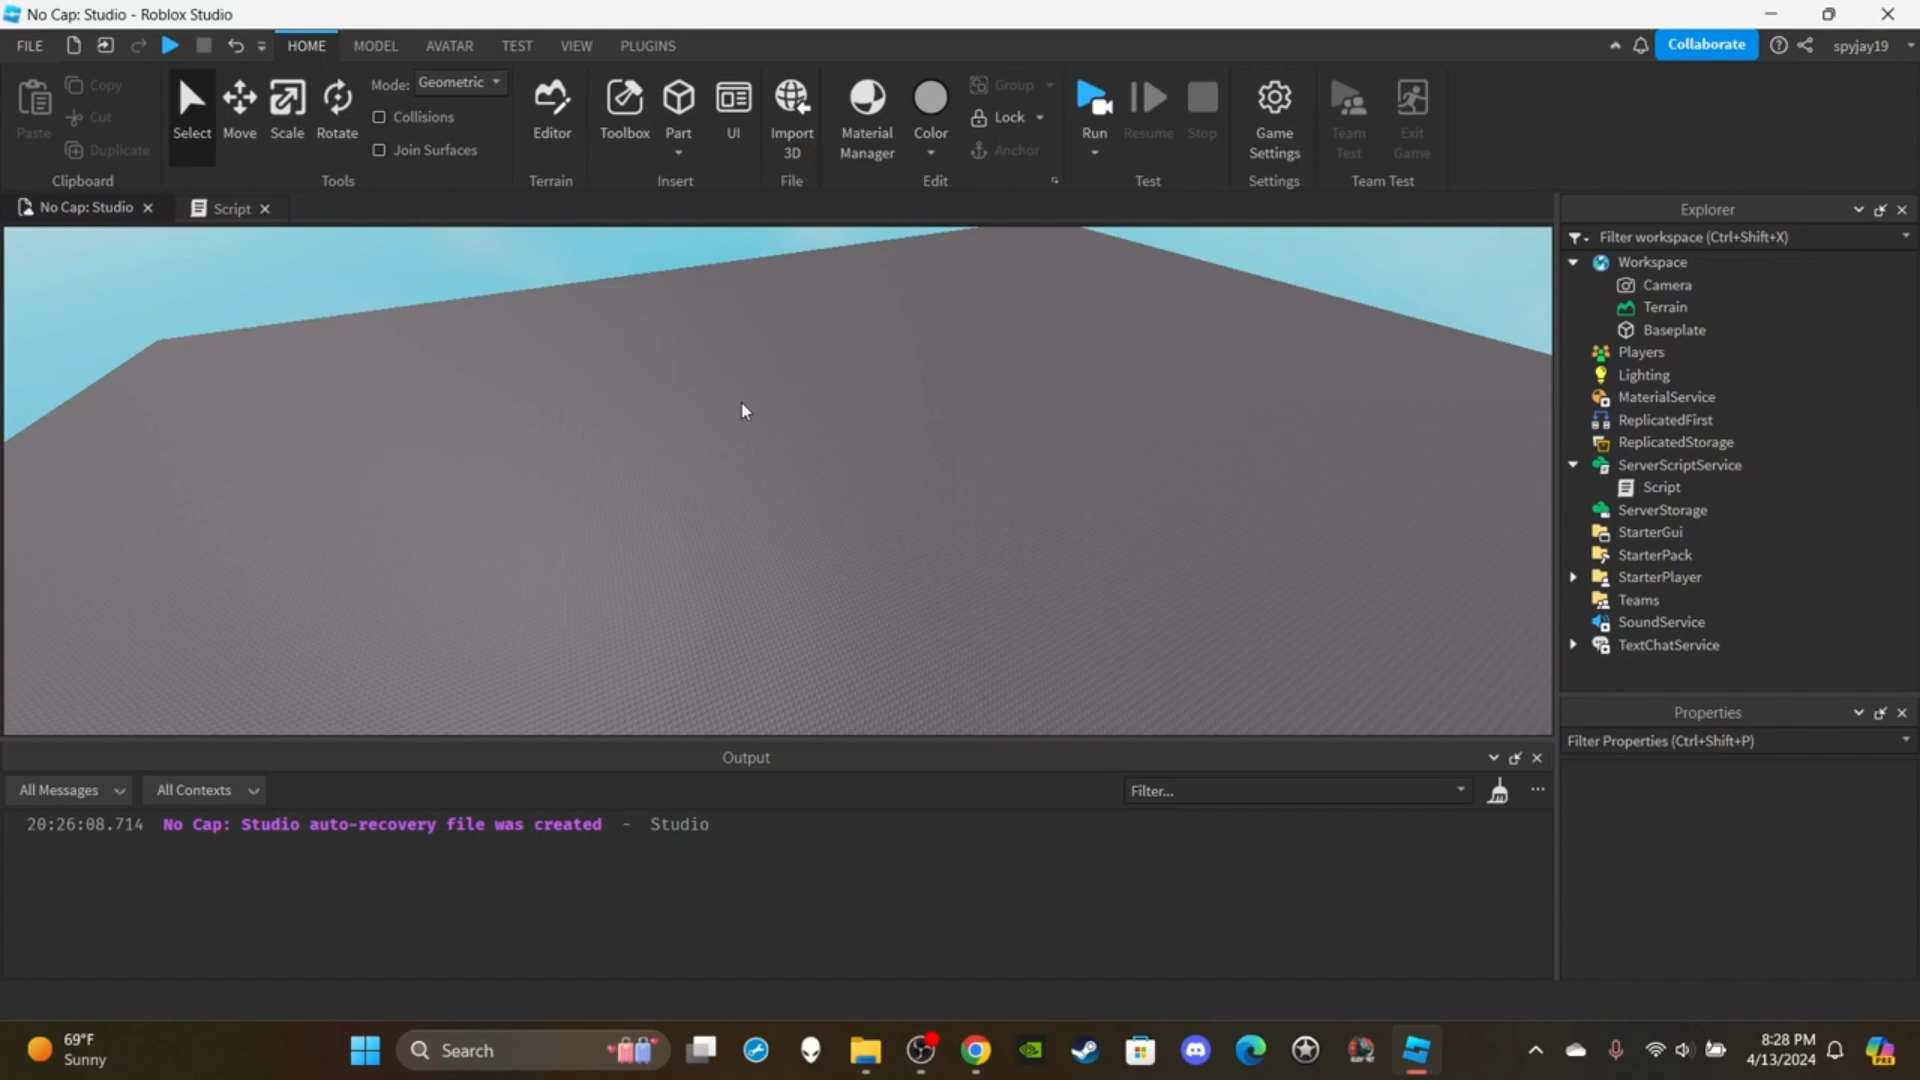 No Cap: Studio - Roblox Studio
FILE HOME MODEL AVATAR TEST VIEW PLUGINS Collaborate spyjay19
Paste Copy Cut Duplicate
Clipboard
Select Move Scale Rotate
Mode: Geometric
Collisions
Join Surfaces
Tools
Editor
Terrain
Toolbox Part UI
Insert
Import 3D
File
Material Manager Color
Group
Lock
Anchor
Edit
Run Resume Stop
Test
Game Settings
Settings
Team Test Exit Game
Team Test
No Cap: Studio Script
Explorer
Filter workspace (Ctrl+Shift+X)
Workspace
Camera
Terrain
Baseplate
Players
Lighting
MaterialService
ReplicatedFirst
ReplicatedStorage
ServerScriptService
Script
ServerStorage
StarterGui
StarterPack
StarterPlayer
Teams
SoundService
TextChatService
Properties
Filter Properties (Ctrl+Shift+P)
Output
All Messages All Contexts Filter...
20:26:08.714 No Cap: Studio auto-recovery file was created - Studio
69°F
Sunny
Search
8:28 PM
4/13/2024